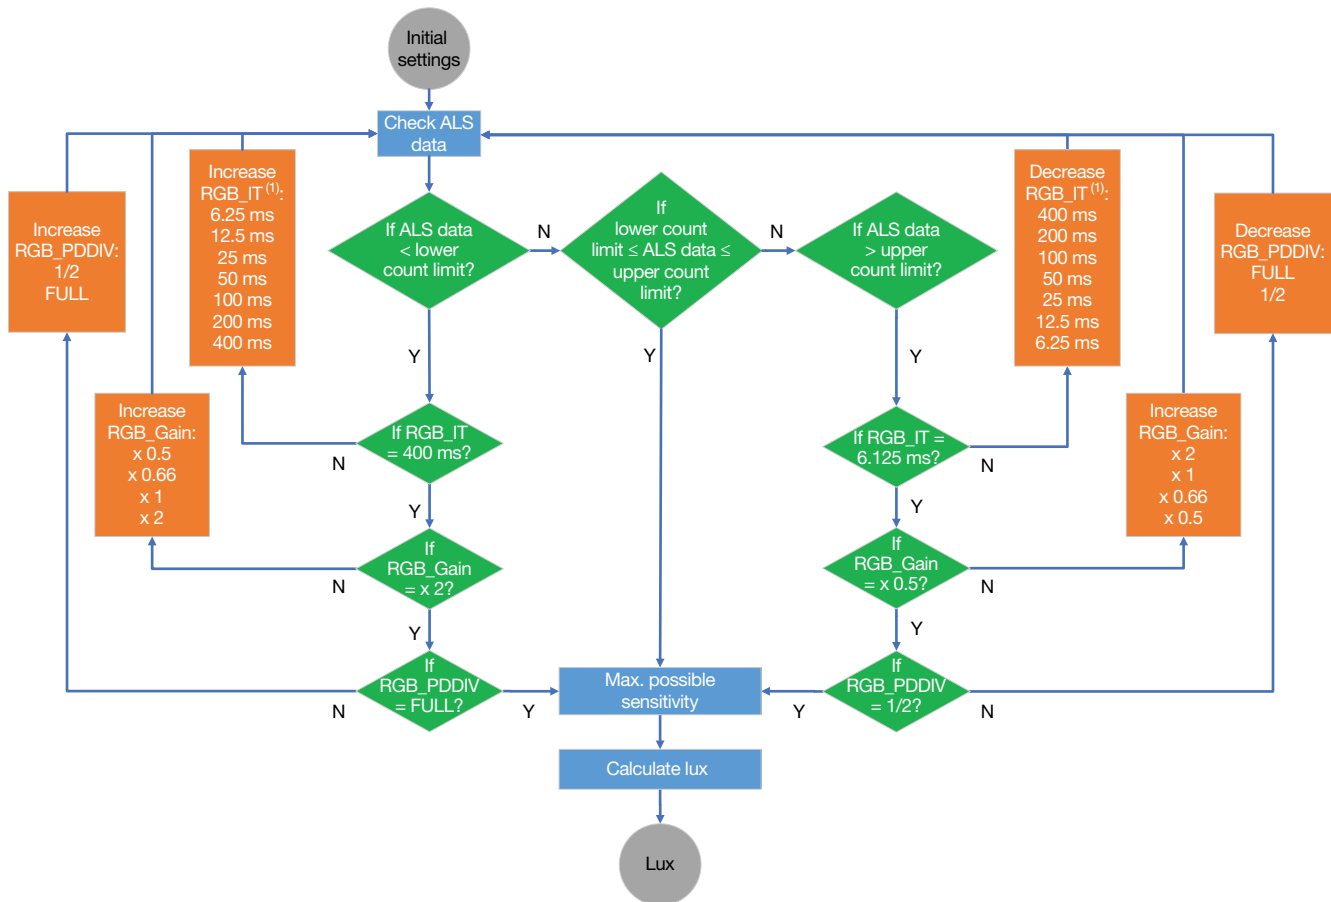 Initial
settings
Check ALS
data
Increase
RGB_PDDIV:
1/2
FULL
Increase
RGB_IT (1):
6.25 ms
12.5 ms
25 ms
50 ms
100 ms
200 ms
400 ms
Increase
RGB_Gain:
x 0.5
x 0.66
x 1
x 2
If ALS data
< lower
count limit?
N
If
lower count
limit ≤ ALS data ≤
upper count
limit?
N
If ALS data
> upper
count limit?
Decrease
RGB_IT (1):
400 ms
200 ms
100 ms
50 ms
25 ms
12.5 ms
6.25 ms
Decrease
RGB_PDDIV:
FULL
1/2
Increase
RGB_Gain:
x 2
x 1
x 0.66
x 0.5
Y
Y
Y
If RGB_IT
= 400 ms?
N
Y
If RGB_IT =
6.125 ms?
N
Y
If
RGB_Gain
= x 2?
N
Y
If
RGB_Gain
= x 0.5?
N
Y
If
RGB_PDDIV
= FULL?
N
Y
Max. possible
sensitivity
If
RGB_PDDIV
= 1/2?
Y
N
Calculate lux
Lux